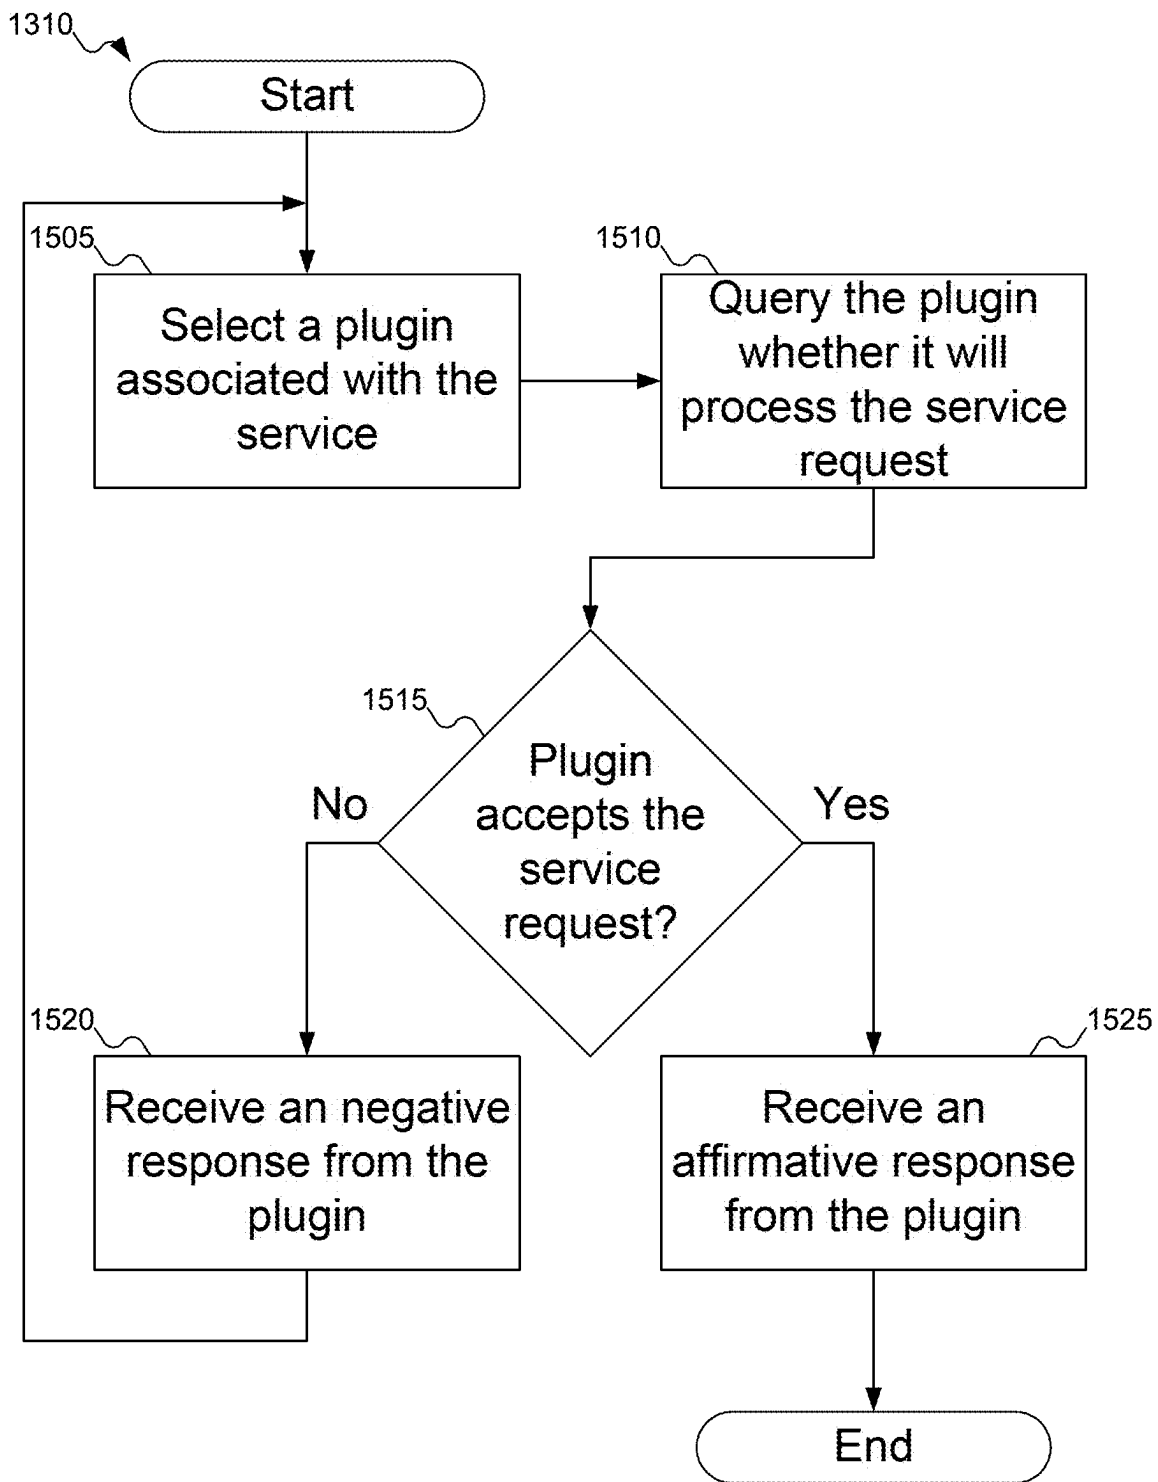 1310
Start
1505
Select a plugin
associated with the
service
1510
Query the plugin
whether it will
process the service
request
1515
Plugin
accepts the
service
request?
No
Yes
1520
Receive an negative
response from the
plugin
1525
Receive an
affirmative response
from the plugin
End